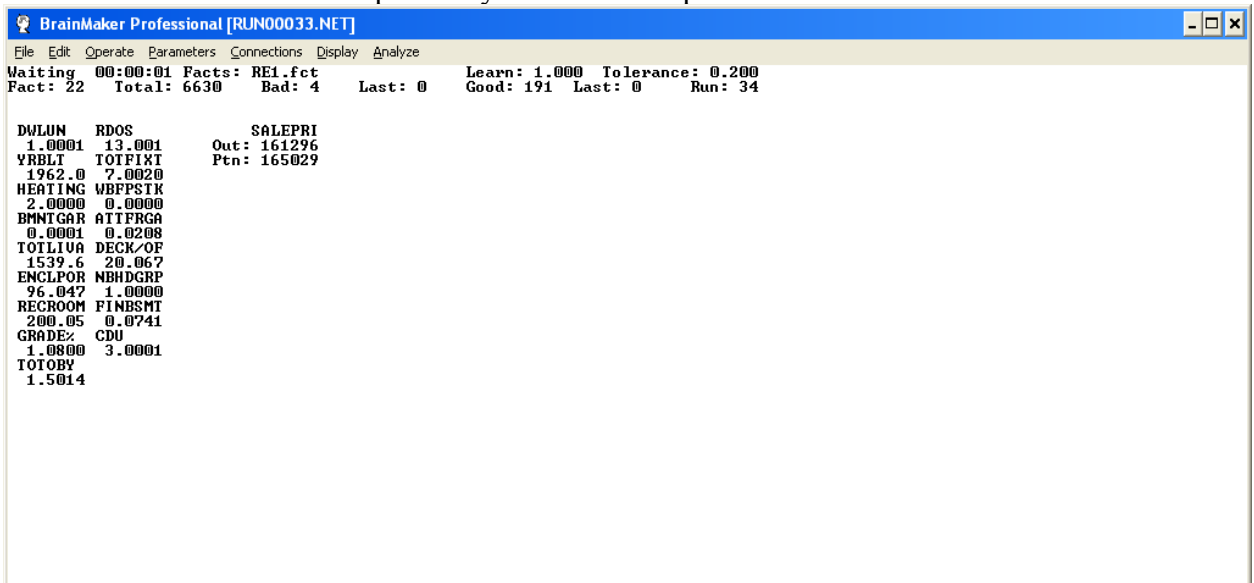 BrainMaker Professional [RUN00033.NET]
File Edit Operate Parameters Connections Display Analyze
Waiting 00:00:01 Facts: RE1.fct Learn: 1.000 Tolerance: 0.200
Fact: 22 Total: 6630 Bad: 4 Last: 0 Good: 191 Last: 0 Run: 34
DWLUN RDOS SALEPRI
1.0001 13.001 Out: 161296
YRBLT TOTFIXT Ptn: 165029
1962.0 7.0020
HEATING WBFPSTK
2.0000 0.0000
BMNTGAR ATTFRGA
0.0001 0.0208
TOTLIVA DECK/OF
1539.6 20.067
ENCLPOR NBHDGRP
96.047 1.0000
RECROOM FINBSMT
200.05 0.0741
GRADE% CDU
1.0800 3.0001
TOTOBY
1.5014